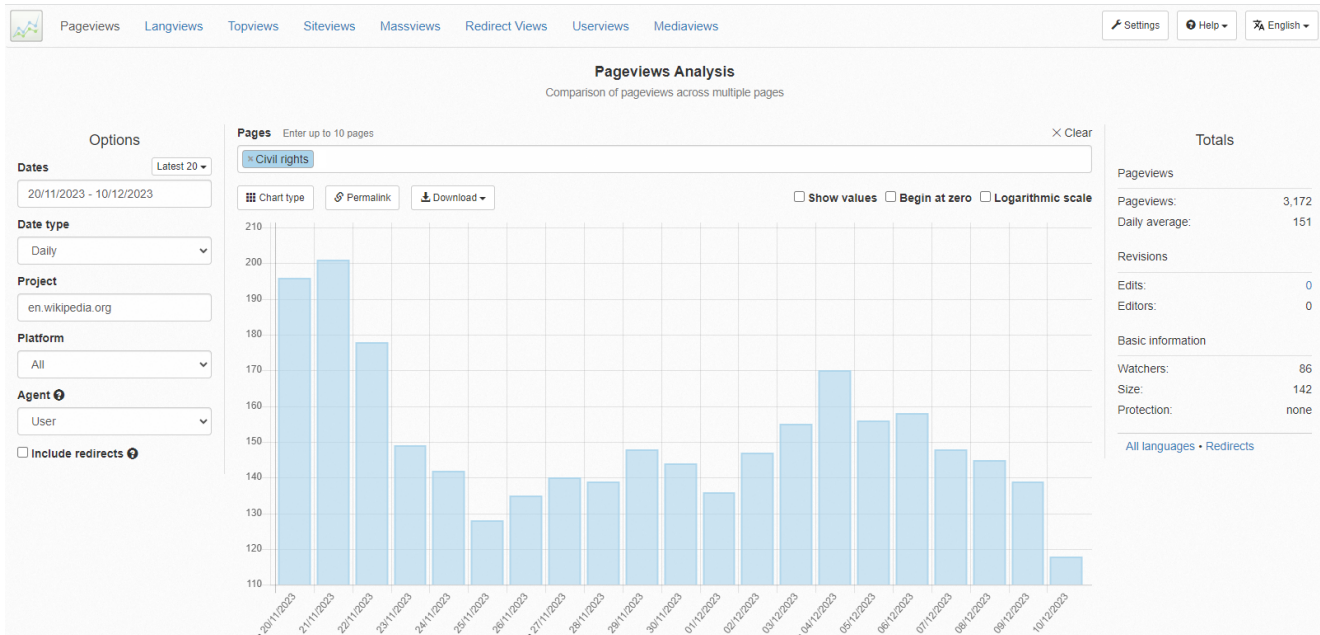 Pageviews Langviews Topviews Siteviews Massviews Redirect Views Userviews Mediaviews Settings Help English
Pageviews Analysis
Comparison of pageviews across multiple pages
Options
Dates Latest 20
20/11/2023 - 10/12/2023
Date type
Daily
Project
en.wikipedia.org
Platform
All
Agent
User
Include redirects
Pages Enter up to 10 pages Clear
× Civil rights
Chart type Permalink Download Show values Begin at zero Logarithmic scale
210
200
190
180
170
160
150
140
130
120
110
20/11/2023 21/11/2023 22/11/2023 23/11/2023 24/11/2023 25/11/2023 26/11/2023 27/11/2023 28/11/2023 29/11/2023 30/11/2023 01/12/2023 02/12/2023 03/12/2023 04/12/2023 05/12/2023 06/12/2023 07/12/2023 08/12/2023 09/12/2023 10/12/2023
Totals
Pageviews
Pageviews: 3,172
Daily average: 151
Revisions
Edits: 0
Editors: 0
Basic information
Watchers: 86
Size: 142
Protection: none
All languages • Redirects